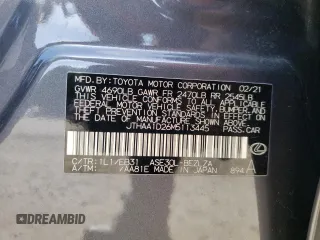 MFD. BY: TOYOTA MOTOR CORPORATION 02/21
GVWR 4690LB GAWR FR 2470LB RR 2545LB
THIS VEHICLE CONFORMS TO ALL APPLICABLE
FEDERAL MOTOR VEHICLE SAFETY, BUMPER, AND
THEFT PREVENTION STANDARDS IN EFFECT ON
THE DATE OF MANUFACTURE SHOWN ABOVE.
JTHAA1D26M5113445 PASS. CAR
C/TR: 1L1/EB31 ASE30L-BEZLZA
A/TM: /AA81E MADE IN JAPAN 894